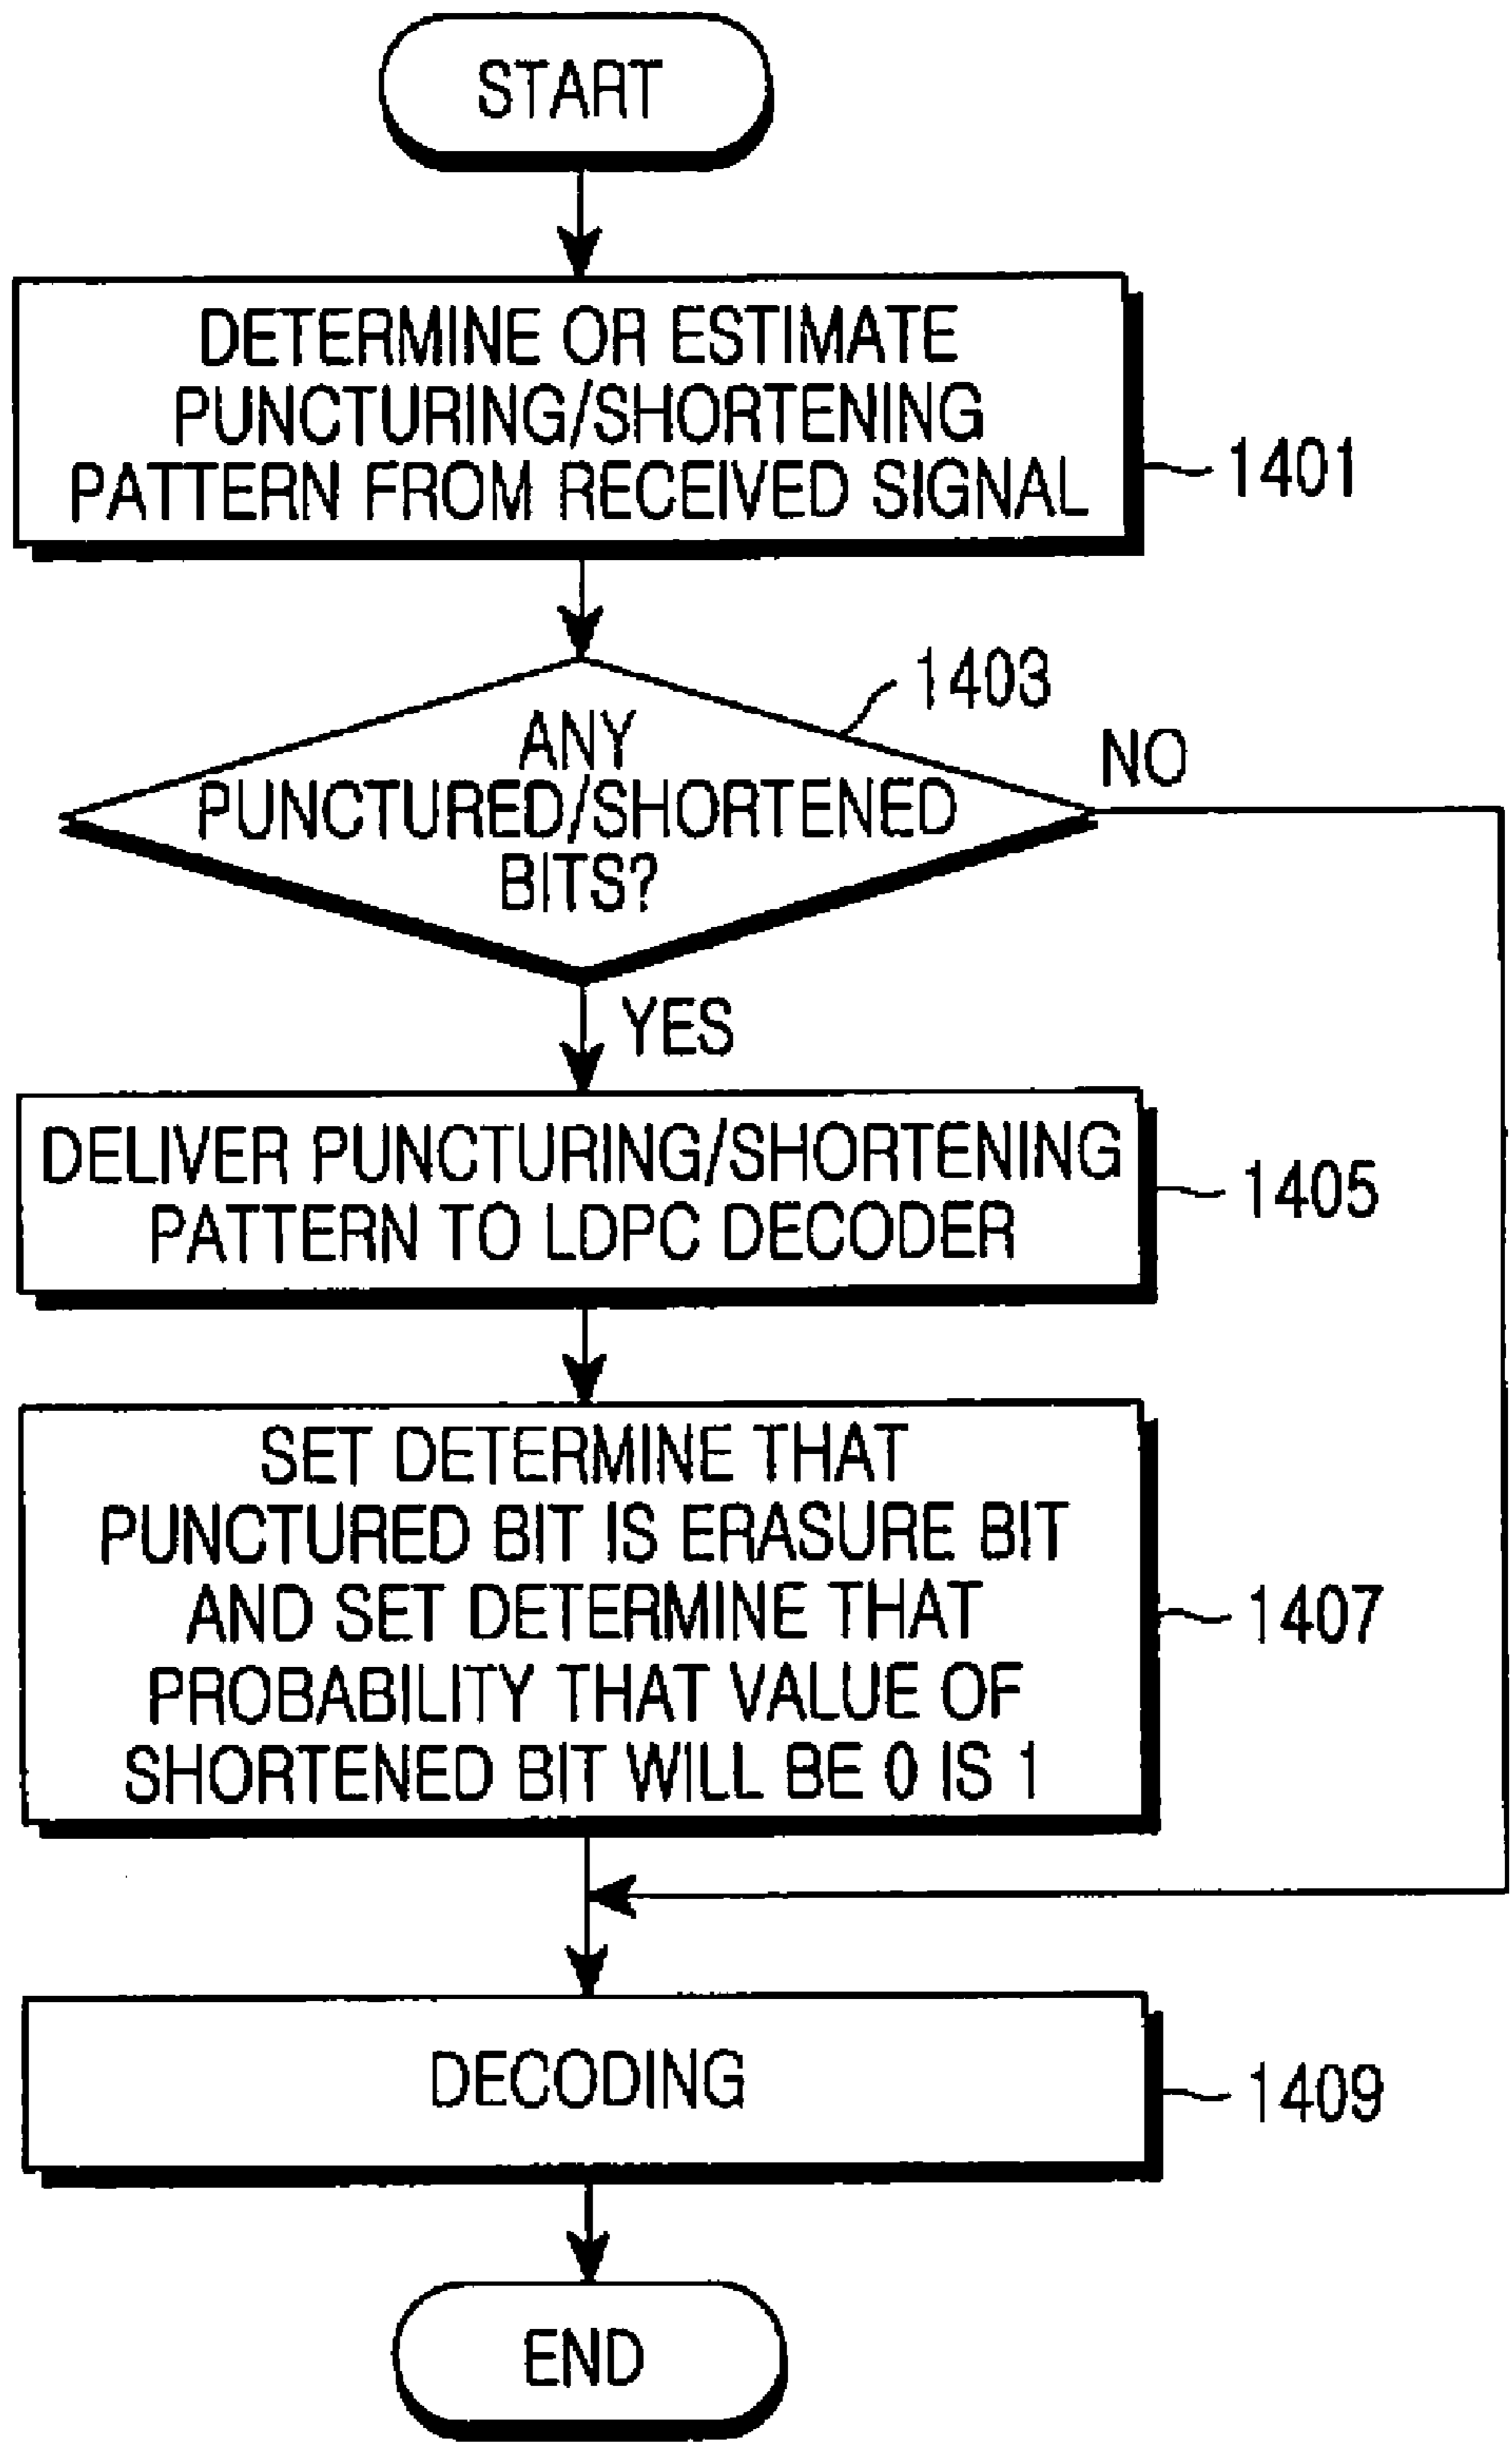 START
DETERMINE OR ESTIMATE
PUNCTURING/SHORTENING
PATTERN FROM RECEIVED SIGNAL
1401
1403
ANY
PUNCTURED/SHORTENED
BITS?
NO
YES
DELIVER PUNCTURING/SHORTENING
PATTERN TO LDPC DECODER
1405
SET DETERMINE THAT
PUNCTURED BIT IS ERASURE BIT
AND SET DETERMINE THAT
PROBABILITY THAT VALUE OF
SHORTENED BIT WILL BE 0 IS 1
1407
DECODING
1409
END